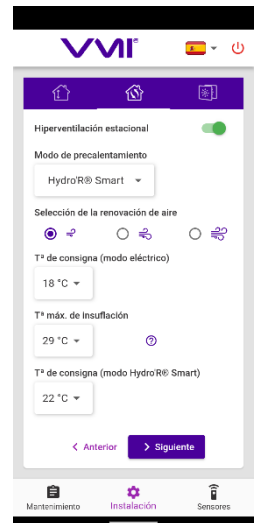 VMI®
Hiperventilación estacional
Modo de precalentamiento
Hydro'R® Smart
Selección de la renovación de aire
Tª de consigna (modo eléctrico)
18 °C
Tª máx. de insuflación
29 °C
Tª de consigna (modo Hydro'R® Smart)
22 °C
Anterior
Siguiente
Mantenimiento
Instalación
Sensores